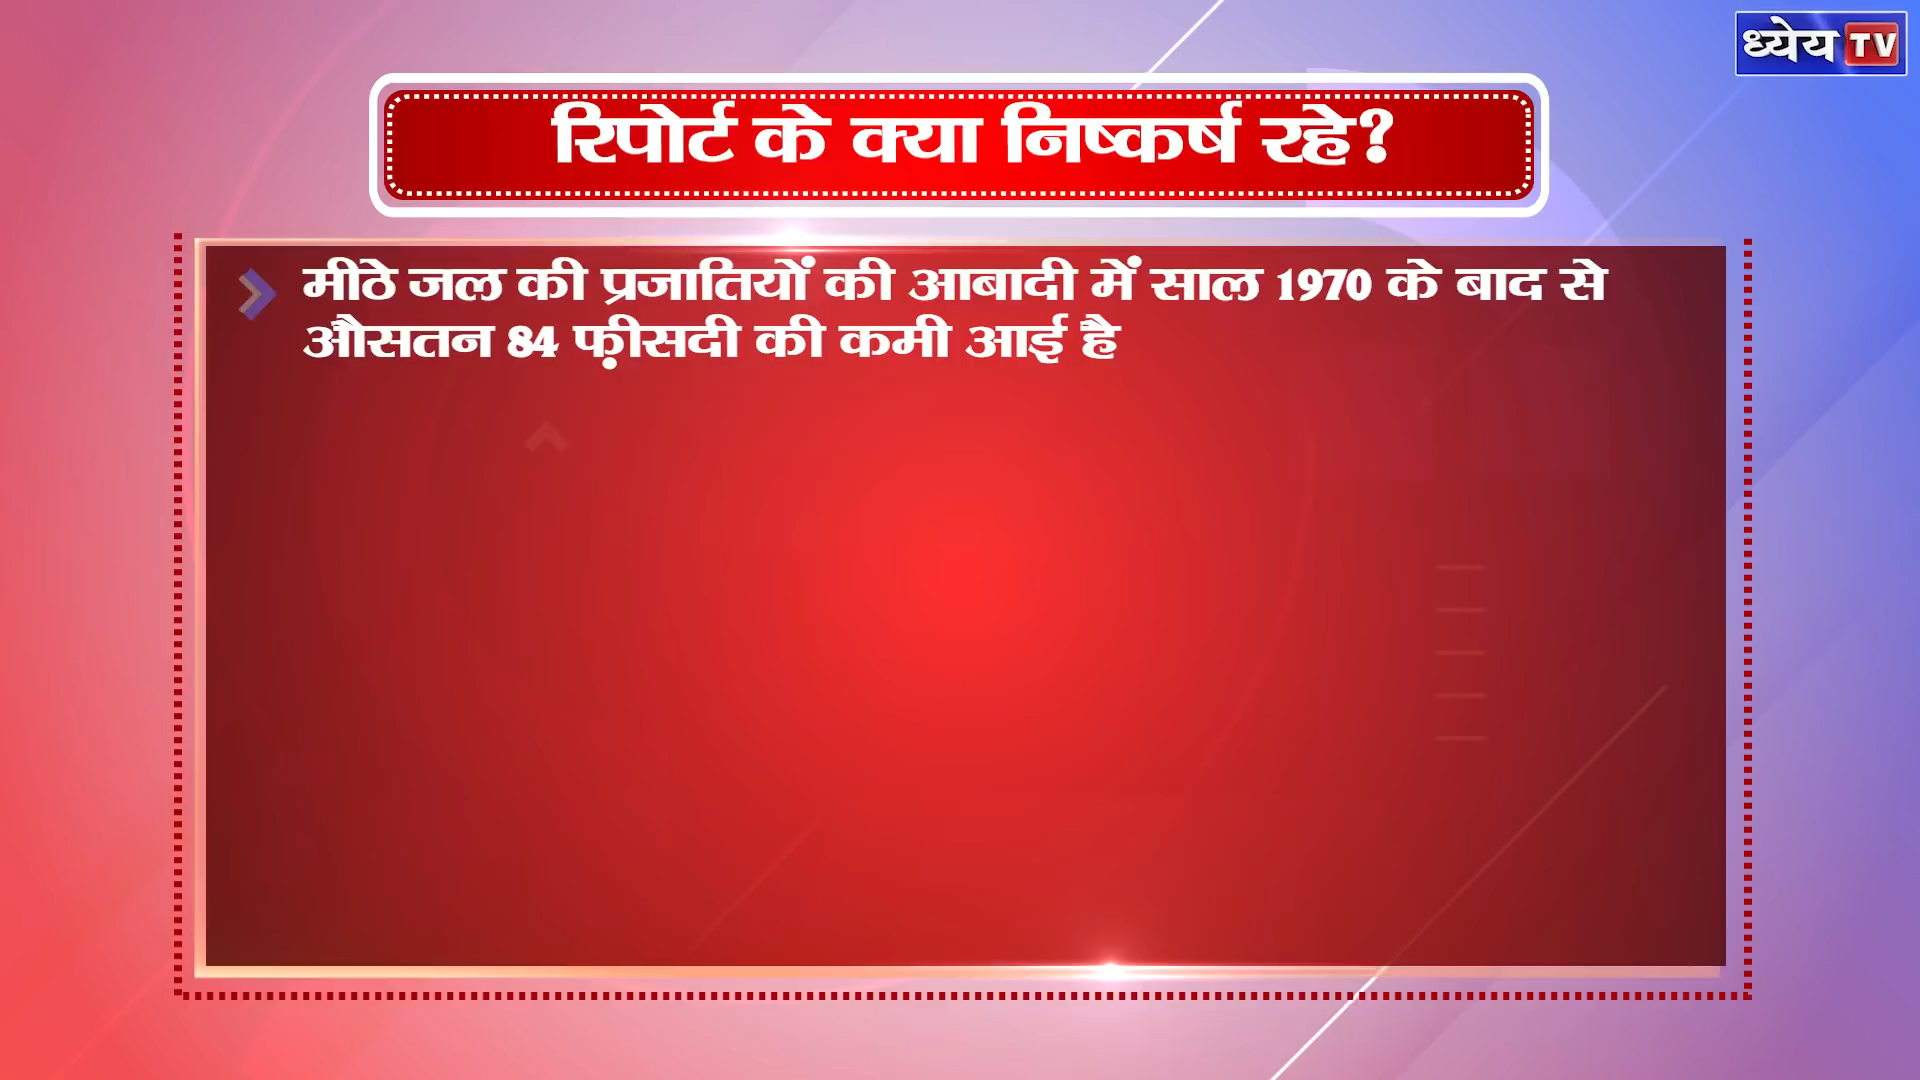 ध्येय TV
रिपोर्ट के क्या निष्कर्ष रहे?
मीठे जल की प्रजातियों की आबादी में साल 1970 के बाद से
औसतन 84 फ़ीसदी की कमी आई है